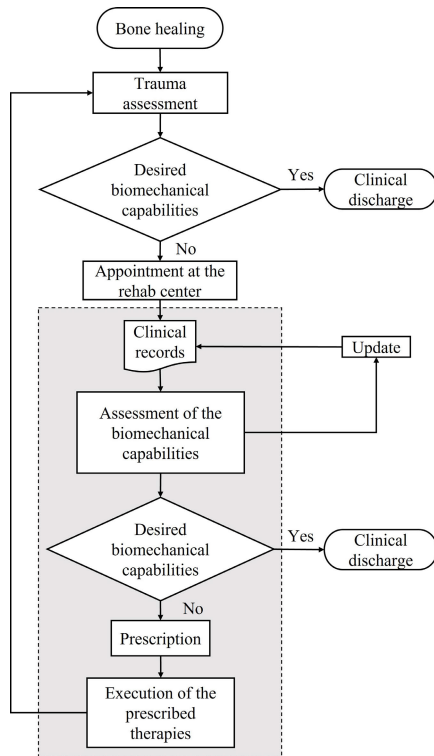 Bone healing
Trauma
assessment
Desired
biomechanical
capabilities
Yes
Clinical
discharge
No
Appointment at the
rehab center
Clinical
records
Update
Assessment of the
biomechanical
capabilities
Desired
biomechanical
capabilities
Yes
Clinical
discharge
No
Prescription
Execution of the
prescribed
therapies